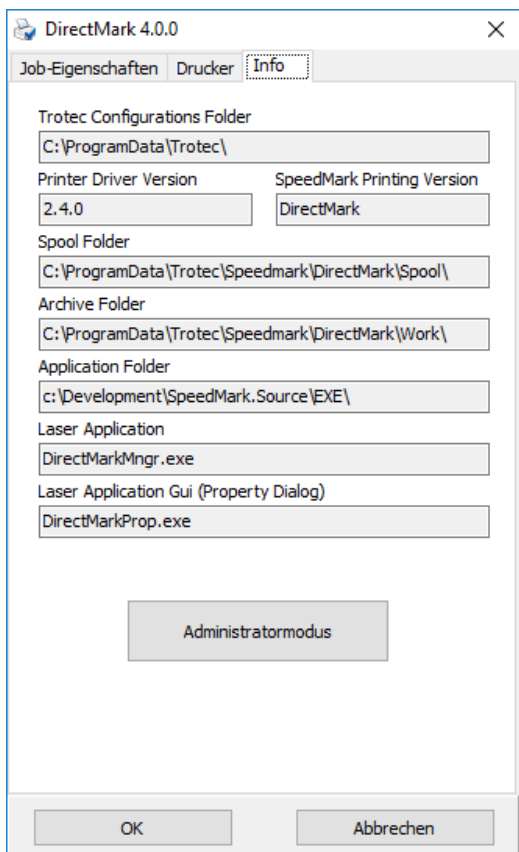 DirectMark 4.0.0
Job-Eigenschaften Drucker Info
Trotec Configurations Folder
C:\ProgramData\Trotec\
Printer Driver Version SpeedMark Printing Version
2.4.0 DirectMark
Spool Folder
C:\ProgramData\Trotec\Speedmark\DirectMark\Spool\
Archive Folder
C:\ProgramData\Trotec\Speedmark\DirectMark\Work\
Application Folder
c:\Development\SpeedMark.Source\EXE\
Laser Application
DirectMarkMngr.exe
Laser Application Gui (Property Dialog)
DirectMarkProp.exe
Administratormodus
OK Abbrechen